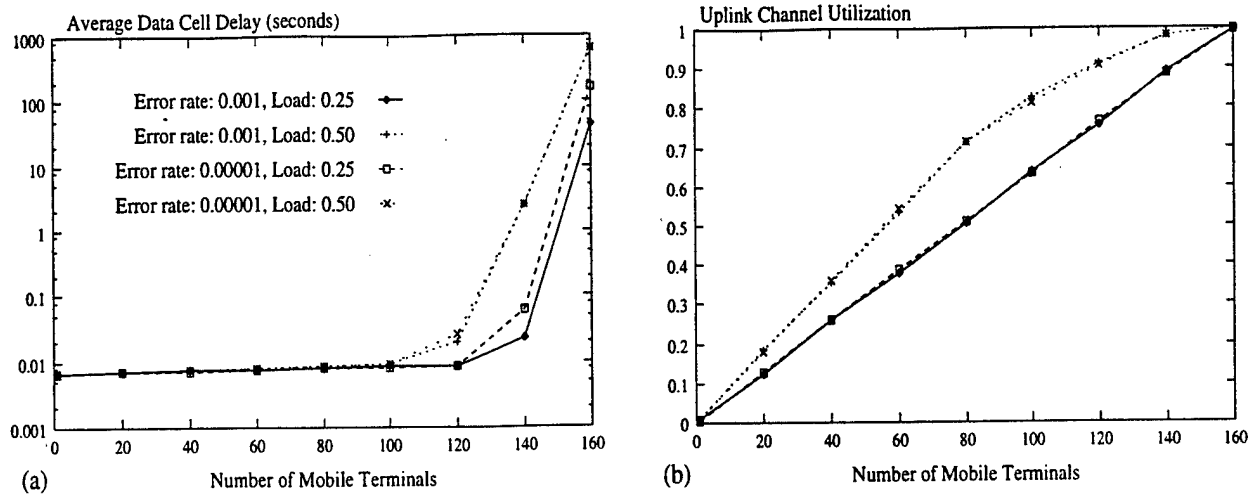 Average Data Cell Delay (seconds)
1000
100
10
1
0.1
0.01
0.001
Error rate: 0.001, Load: 0.25
Error rate: 0.001, Load: 0.50
Error rate: 0.00001, Load: 0.25
Error rate: 0.00001, Load: 0.50
0 20 40 60 80 100 120 140 160
(a)
Number of Mobile Terminals
Uplink Channel Utilization
1
0.9
0.8
0.7
0.6
0.5
0.4
0.3
0.2
0.1
0
0 20 40 60 80 100 120 140 160
(b)
Number of Mobile Terminals